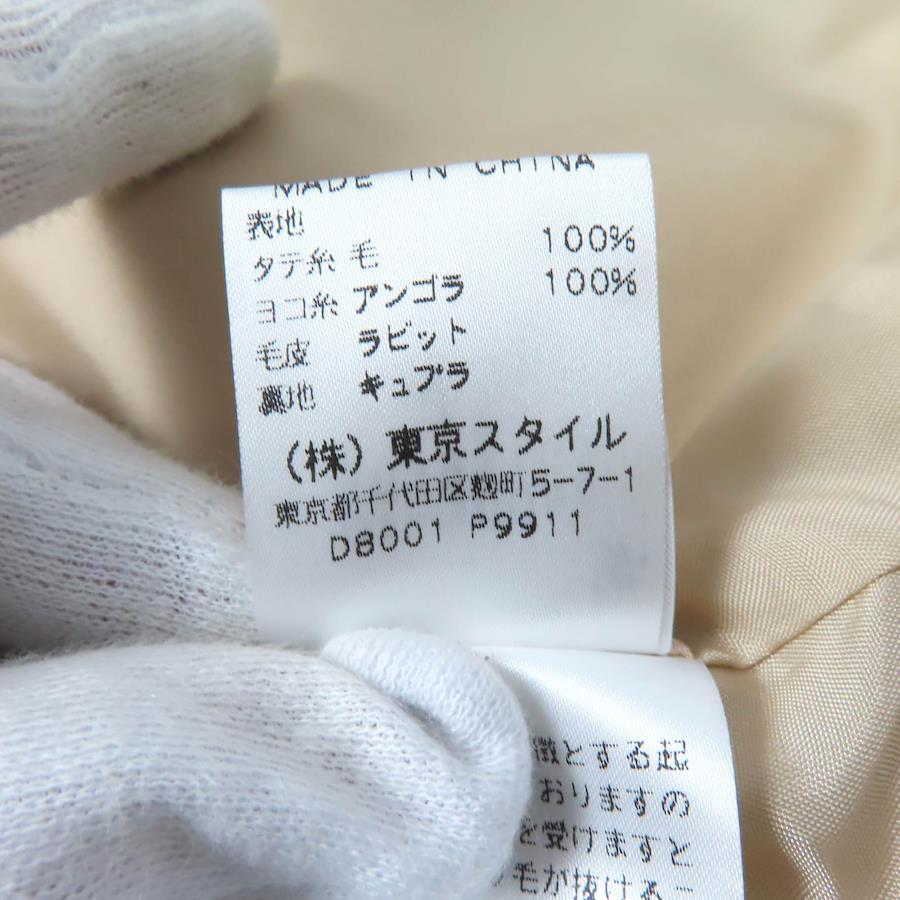 MADE IN CHINA
表地
タテ糸 毛 100%
ヨコ糸 アンゴラ 100%
毛皮 ラビット
裏地 キュプラ
(株) 東京スタイル
東京都千代田区麹町5-7-1
D8001 P9911
徴とする起
おりますの
を受けますと
毛が抜ける